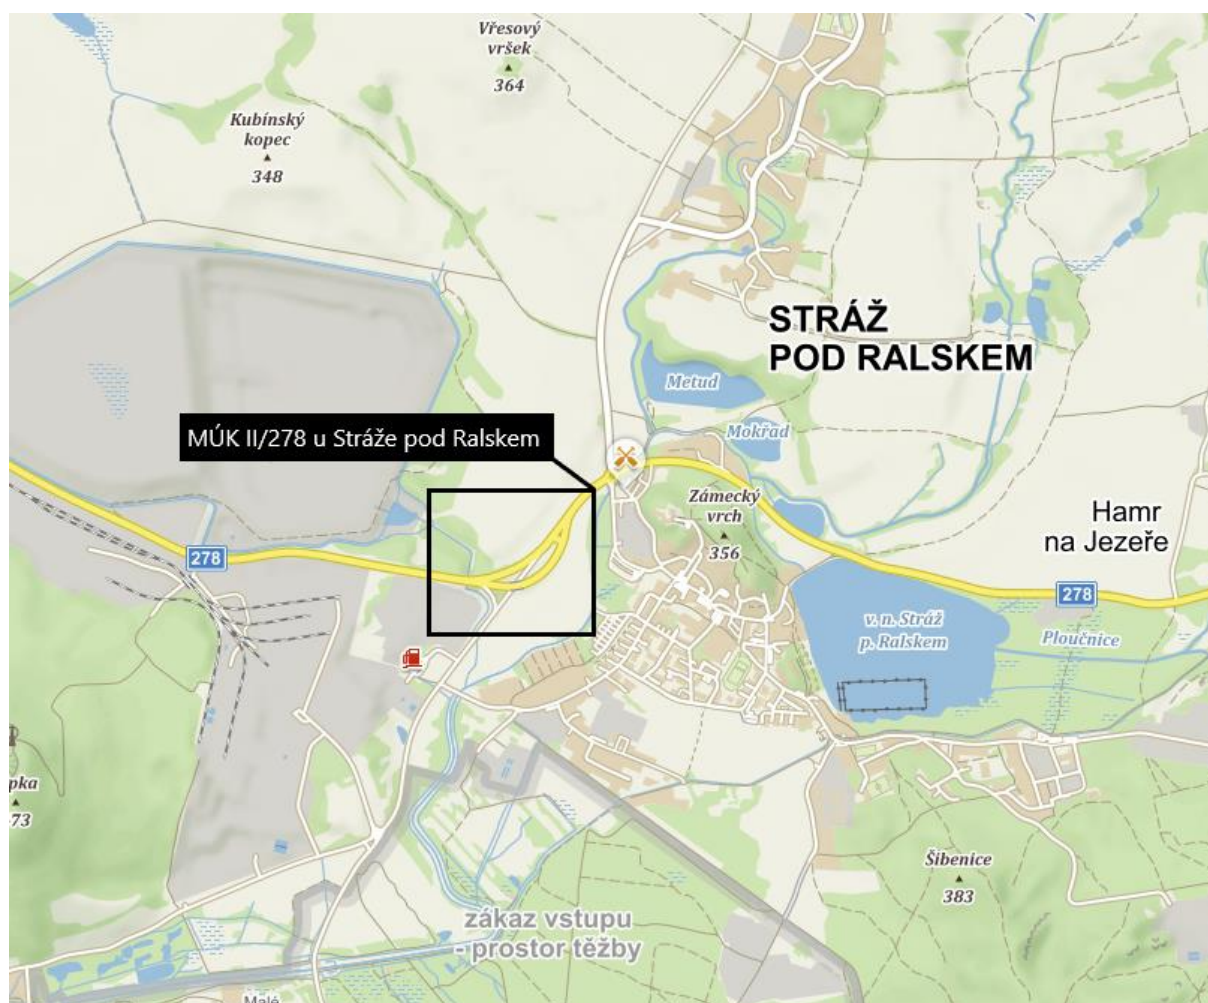 Vřesový
vršek
364
Kubínský
kopec
348
STRÁŽ
POD RALSKEM
Metud
MÚK II/278 u Stráže pod Ralskem
Mokřad
Zámecký
vrch
356
Hamr
na Jezeře
278
278
v. n. Stráž
p. Ralskem
Ploučnice
pka
73
Šibenice
383
zákaz vstupu
- prostor těžby
Malé